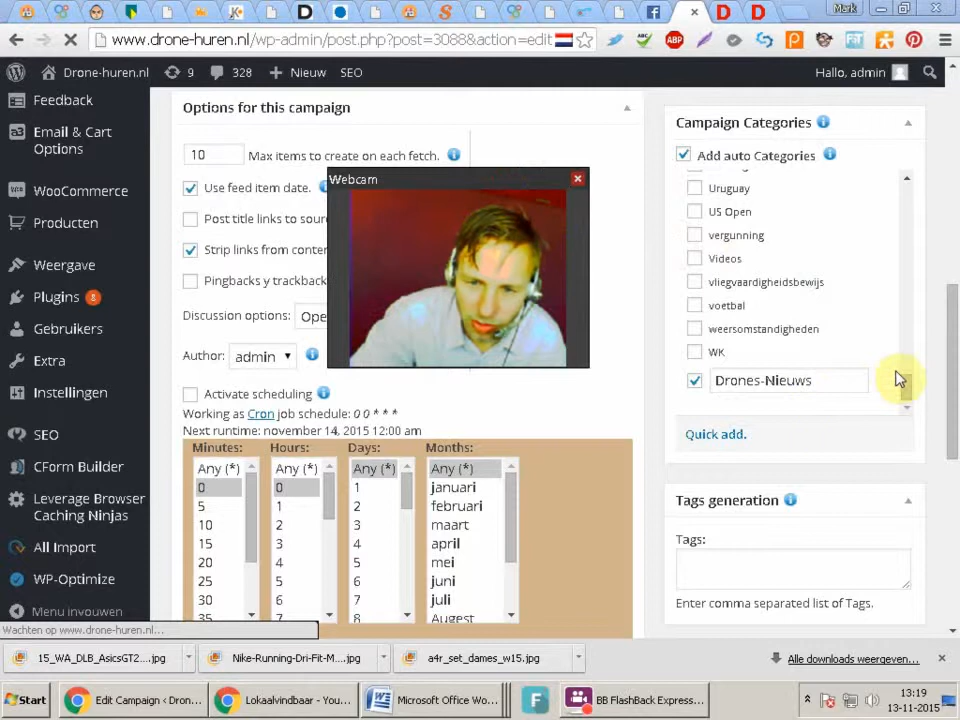 Mark
www.drone-huren.nl/wp-admin/post.php?post=3088&action=edit
Drone-huren.nl
9
328
Nieuw
SEO
Hallo, admin
Feedback
Email & Cart
Options
WooCommerce
Producten
Weergave
Plugins 8
Gebruikers
Extra
Instellingen
SEO
CForm Builder
Leverage Browser
Caching Ninjas
All Import
WP-Optimize
Menu invouwen
Options for this campaign
10 Max items to create on each fetch.
Use feed item date.
Post title links to sour
Strip links from conter
Pingbacks y trackback
Discussion options: Ope
Author: admin
Activate scheduling
Working as Cron job schedule: 0 0 * * *
Next runtime: november 14, 2015 12:00 am
Minutes: Hours: Days: Months:
Any (*) Any (*) Any (*) Any (*)
0 0 1 januari
5 1 2 februari
10 2 3 maart
15 3 4 april
20 4 5 mei
25 5 6 juni
30 6 7 juli
35 7 8 Augest
Webcam
Campaign Categories
Add auto Categories
Uruguay
US Open
vergunning
Videos
vliegvaardigheidsbewijs
voetbal
weersomstandigheden
WK
Drones-Nieuws
Quick add.
Tags generation
Tags:
Enter comma separated list of Tags.
Wachten op www.drone-huren.nl...
15_WA_DLB_AsicsGT2....jpg
Nike-Running-Dri-Fit-M....jpg
a4r_set_dames_w15.jpg
Alle downloads weergeven...
Start
Edit Campaign ‹ Dron...
Lokaalvindbaar - You...
Microsoft Office Wo...
F
BB FlashBack Express...
13:19
13-11-2015